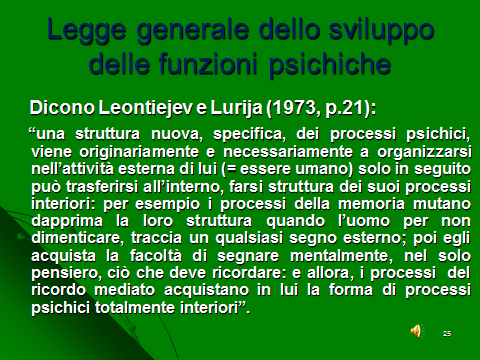 Legge generale dello sviluppo
delle funzioni psichiche
Dicono Leontiejev e Lurija (1973, p.21):
“una struttura nuova, specifica, dei processi psichici,
viene originariamente e necessariamente a organizzarsi
nell’attività esterna di lui (= essere umano) solo in seguito
può trasferirsi all’interno, farsi struttura dei suoi processi
interiori: per esempio i processi della memoria mutano
dapprima la loro struttura quando l’uomo per non
dimenticare, traccia un qualsiasi segno esterno; poi egli
acquista la facoltà di segnare mentalmente, nel solo
pensiero, ciò che deve ricordare: e allora, i processi del
ricordo mediato acquistano in lui la forma di processi
psichici totalmente interiori”.
25